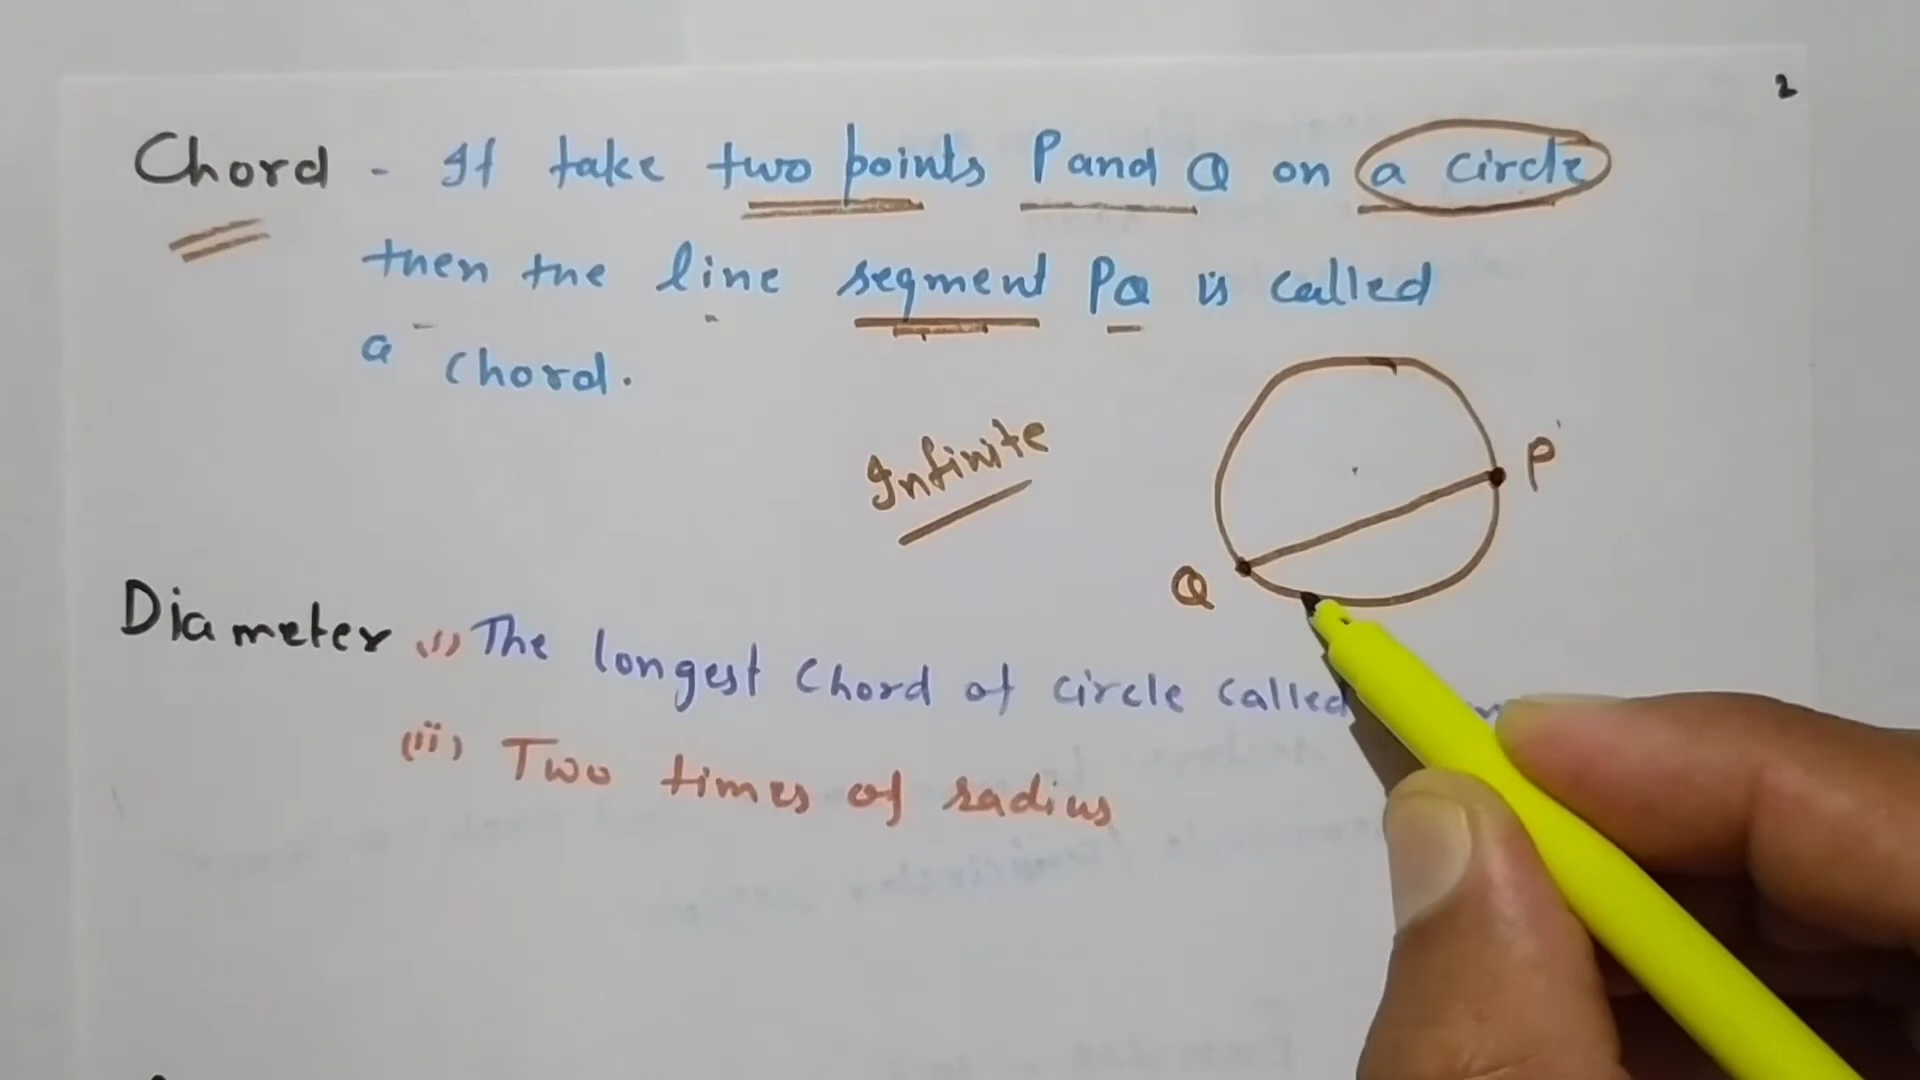 2
Chord - If take two points P and Q on a circle
then the line segment PQ is called
a chord.
Infinite
P
Q
Diameter (i) The longest chord of circle called
(ii) Two times of radius